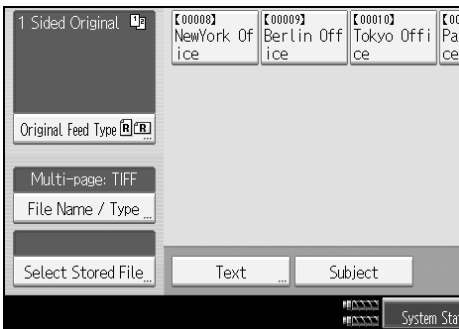 1 Sided Original
Original Feed Type
Multi-page: TIFF
File Name / Type
Select Stored File
【00008】
NewYork Of
ice
【00009】
Berlin Off
ice
【00010】
Tokyo Offi
ce
【00
Pa
ce
Text
Subject
System Sta